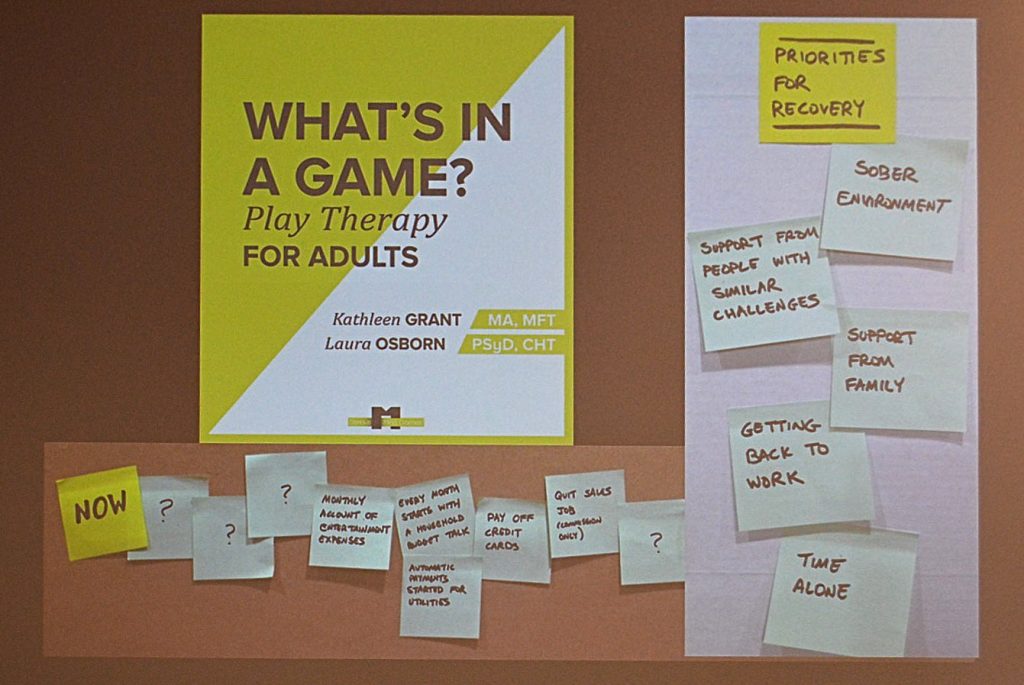 WHAT'S IN
A GAME?
Play Therapy
FOR ADULTS
Kathleen GRANT MA, MFT
Laura OSBORN PSyD, CHT
M
PRIORITIES
FOR
RECOVERY
SOBER
ENVIRONMENT
SUPPORT FROM
PEOPLE WITH
SIMILAR
CHALLENGES
SUPPORT
FROM
FAMILY
GETTING
BACK TO
WORK
TIME
ALONE
NOW
?
?
?
MONTHLY
ACCOUNT OF
ENTERTAINMENT
EXPENSES
EVERY MONTH
STARTS WITH
A HOUSEHOLD
BUDGET TALK
AUTOMATIC
PAYMENTS
STARTED FOR
UTILITIES
PAY OFF
CREDIT
CARDS
QUIT SALES
JOB
(COMMISSION
ONLY)
?